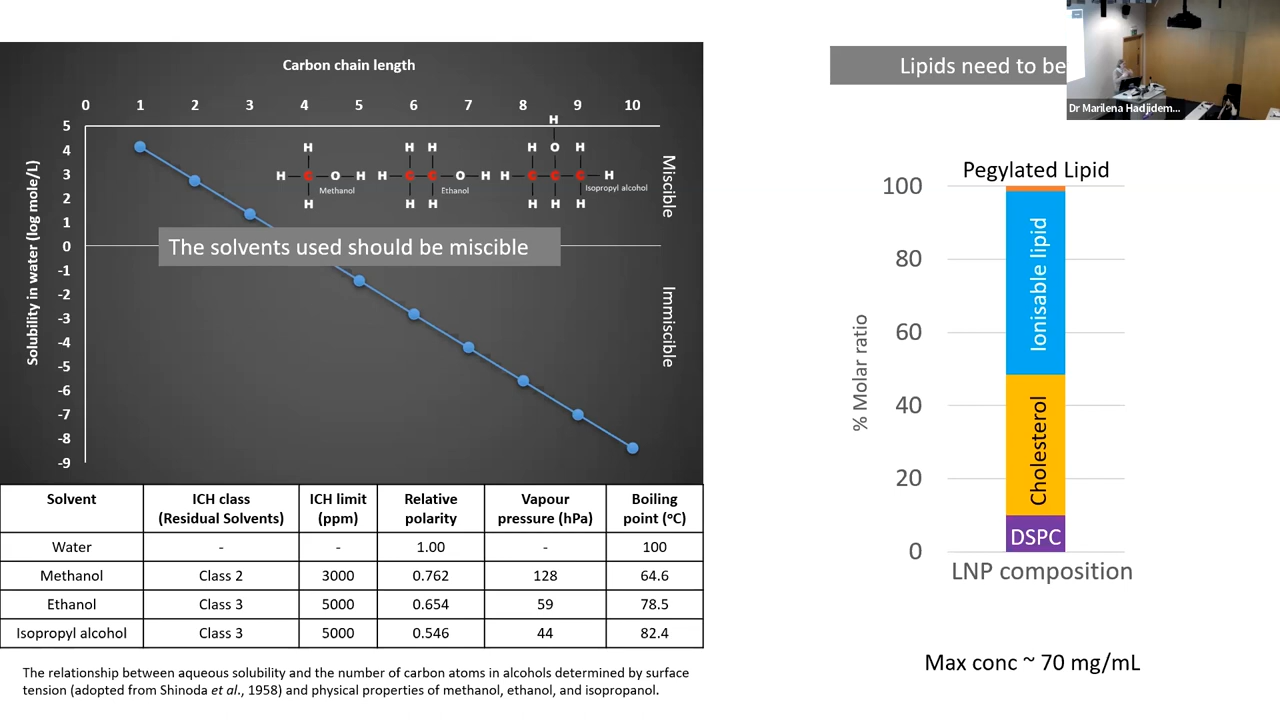 Carbon chain length
0 1 2 3 4 5 6 7 8 9 10
5
4
3
2
1
0
-1
-2
-3
-4
-5
-6
-7
-8
-9
Solubility in water (log mole/L)
H
H C O H
H
Methanol
H H
H C C O H
H H
Ethanol
H
H O H
H C C C H
H H H
Isopropyl alcohol
Miscible
Immiscible
The solvents used should be miscible
Solvent ICH class (Residual Solvents) ICH limit (ppm) Relative polarity Vapour pressure (hPa) Boiling point (°C)
Water - - 1.00 - 100
Methanol Class 2 3000 0.762 128 64.6
Ethanol Class 3 5000 0.654 59 78.5
Isopropyl alcohol Class 3 5000 0.546 44 82.4
The relationship between aqueous solubility and the number of carbon atoms in alcohols determined by surface
tension (adopted from Shinoda et al., 1958) and physical properties of methanol, ethanol, and isopropanol.
Lipids need to be
Dr Marilena Hadjidem...
Pegylated Lipid
100
80
60
40
20
0
% Molar ratio
Ionisable lipid
Cholesterol
DSPC
LNP composition
Max conc ~ 70 mg/mL